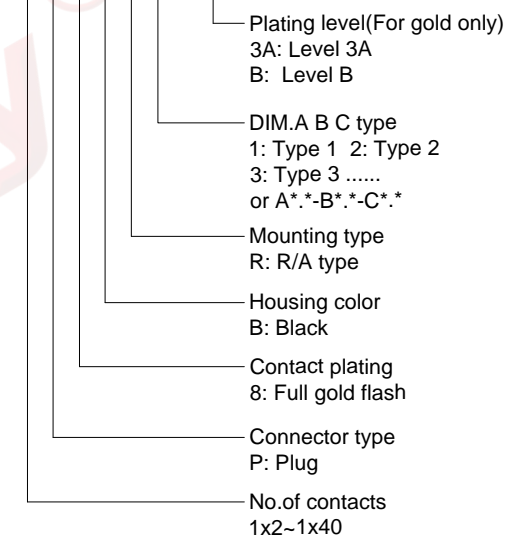 Plating level(For gold only)
3A: Level 3A
B: Level B
DIM.A B C type
1: Type 1 2: Type 2
3: Type 3 ......
or A*.*-B*.*-C*.*
Mounting type
R: R/A type
Housing color
B: Black
Contact plating
8: Full gold flash
Connector type
P: Plug
No.of contacts
1x2~1x40